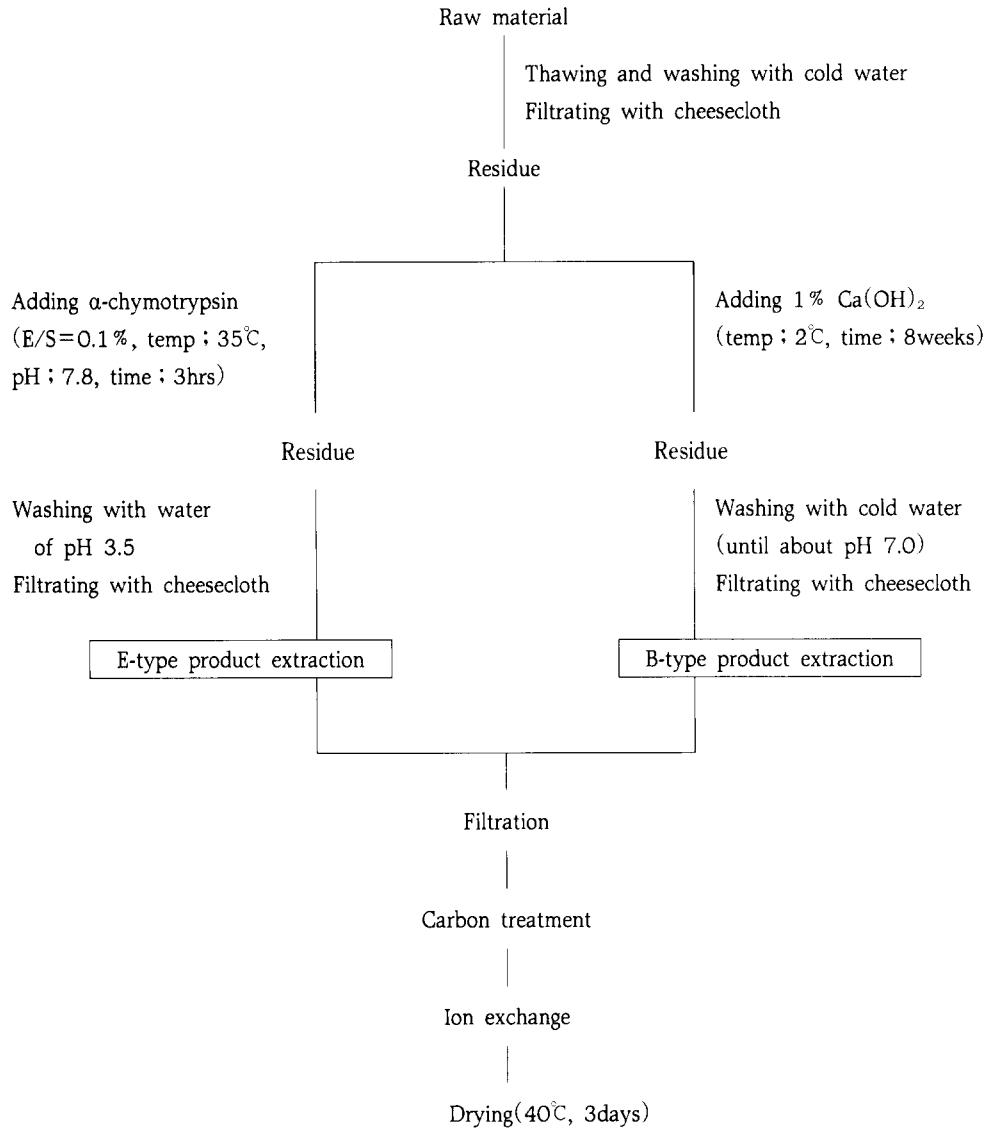 Raw material
Thawing and washing with cold water
Filtrating with cheesecloth
Residue
Adding α-chymotrypsin
(E/S=0.1%, temp ; 35℃,
pH ; 7.8, time ; 3hrs)
Adding 1% Ca(OH)₂
(temp ; 2℃, time ; 8weeks)
Residue
Residue
Washing with water
of pH 3.5
Filtrating with cheesecloth
Washing with cold water
(until about pH 7.0)
Filtrating with cheesecloth
E-type product extraction
B-type product extraction
Filtration
Carbon treatment
Ion exchange
Drying(40℃, 3days)